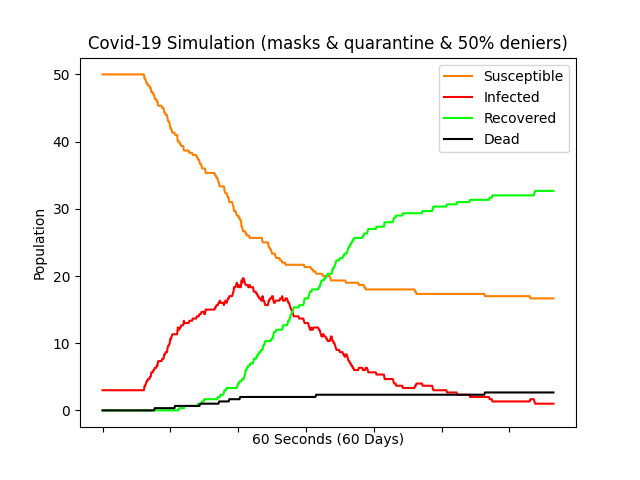 Covid-19 Simulation (masks & quarantine & 50% deniers)
Susceptible
Infected
Recovered
Dead
50
40
30
20
10
0
Population
60 Seconds (60 Days)